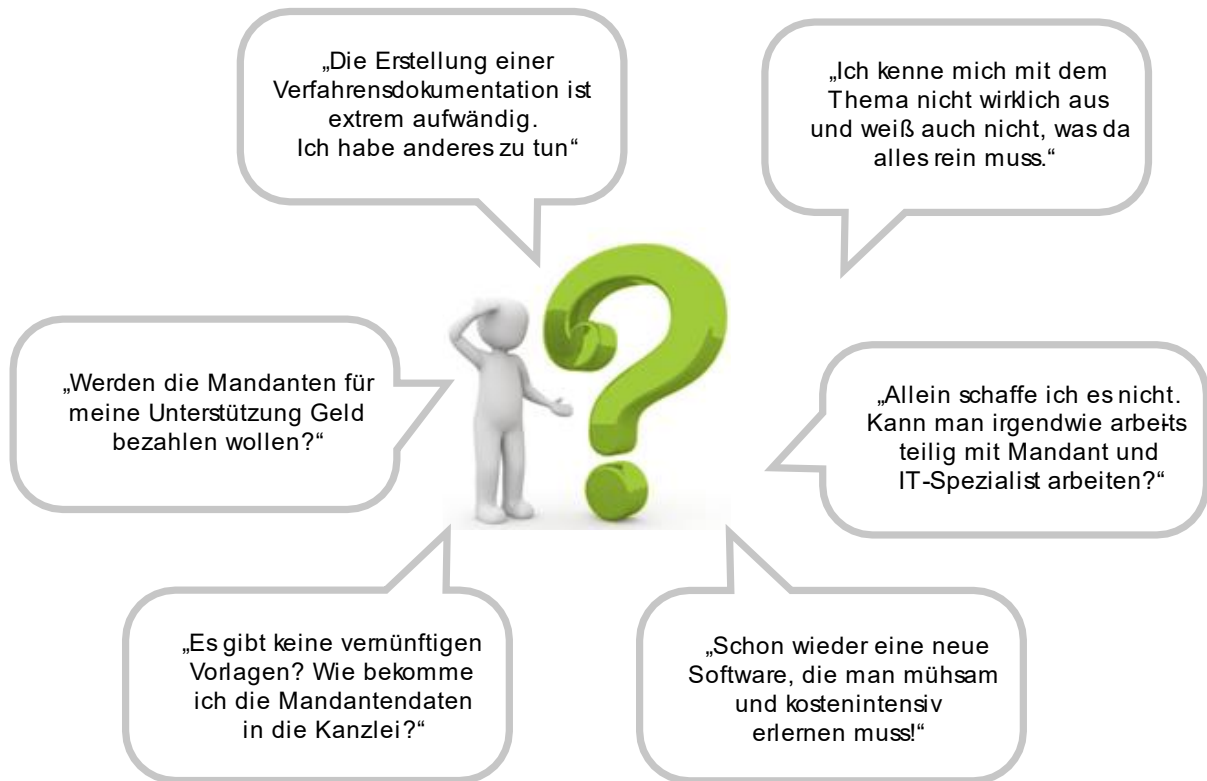 „Die Erstellung einer
Verfahrensdokumentation ist
extrem aufwändig.
Ich habe anderes zu tun“
„Ich kenne mich mit dem
Thema nicht wirklich aus
und weiß auch nicht, was da
alles rein muss.“
„Werden die Mandanten für
meine Unterstützung Geld
bezahlen wollen?“
„Allein schaffe ich es nicht.
Kann man irgendwie arbeits-
teilig mit Mandant und
IT-Spezialist arbeiten?“
„Es gibt keine vernünftigen
Vorlagen? Wie bekomme
ich die Mandantendaten
in die Kanzlei?“
„Schon wieder eine neue
Software, die man mühsam
und kostenintensiv
erlernen muss!“